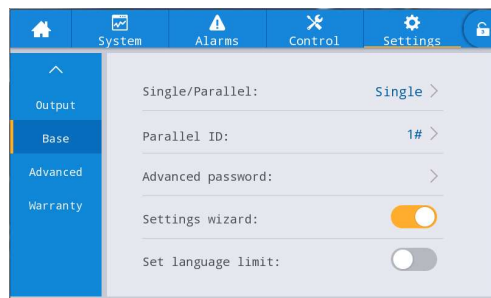 System Alarms Control Settings
Output
Base
Advanced
Warranty
Single/Parallel: Single
Parallel ID: 1#
Advanced password:
Settings wizard:
Set language limit: